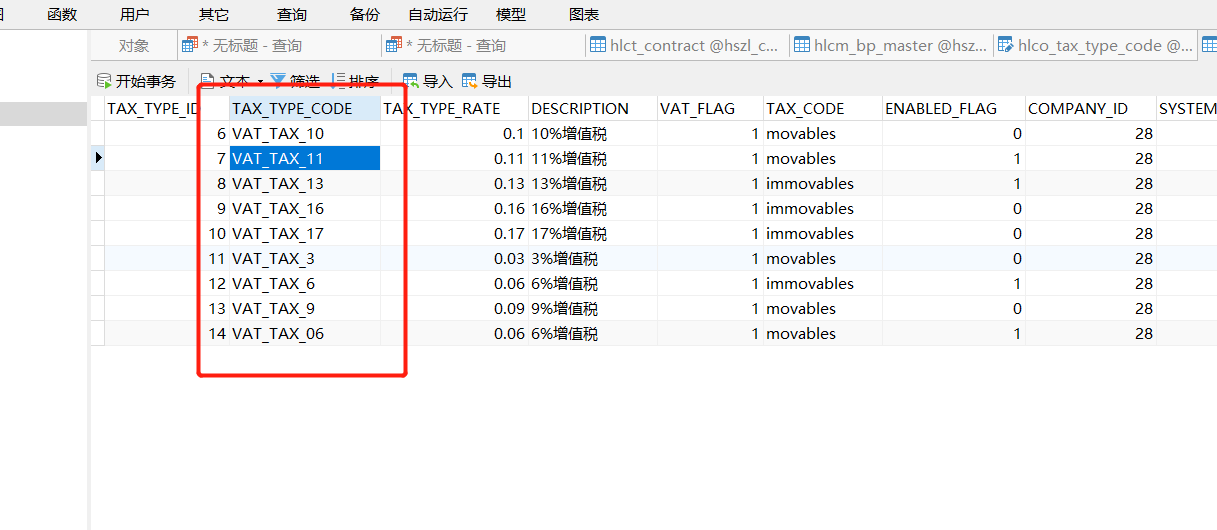 函数 用户 其它 查询 备份 自动运行 模型 图表
对象 * 无标题 - 查询 * 无标题 - 查询 hlct_contract @hszl_c... hlcm_bp_master @hsz... hlco_tax_type_code @...
开始事务 文本 筛选 排序 导入 导出
TAX_TYPE_ID TAX_TYPE_CODE TAX_TYPE_RATE DESCRIPTION VAT_FLAG TAX_CODE ENABLED_FLAG COMPANY_ID SYSTEM
6 VAT_TAX_10 0.1 10%增值税 1 movables 0 28
7 VAT_TAX_11 0.11 11%增值税 1 movables 1 28
8 VAT_TAX_13 0.13 13%增值税 1 immovables 1 28
9 VAT_TAX_16 0.16 16%增值税 1 immovables 0 28
10 VAT_TAX_17 0.17 17%增值税 1 immovables 0 28
11 VAT_TAX_3 0.03 3%增值税 1 movables 0 28
12 VAT_TAX_6 0.06 6%增值税 1 immovables 1 28
13 VAT_TAX_9 0.09 9%增值税 1 movables 0 28
14 VAT_TAX_06 0.06 6%增值税 1 movables 1 28